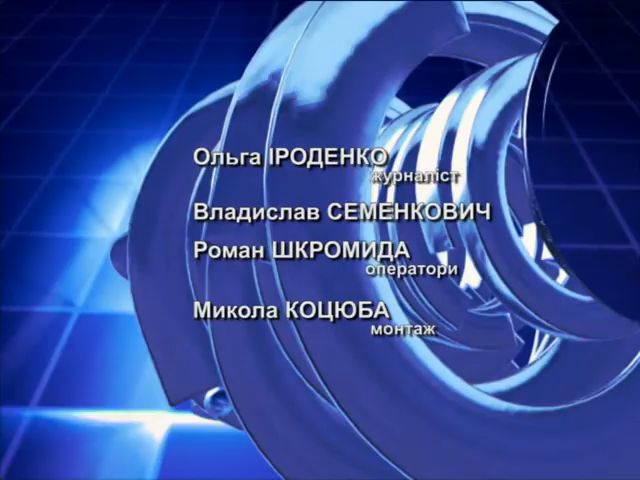 Ольга ІРОДЕНКО
журналіст
Владислав СЕМЕНКОВИЧ
Роман ШКРОМИДА
оператори
Микола КОЦЮБА
монтаж